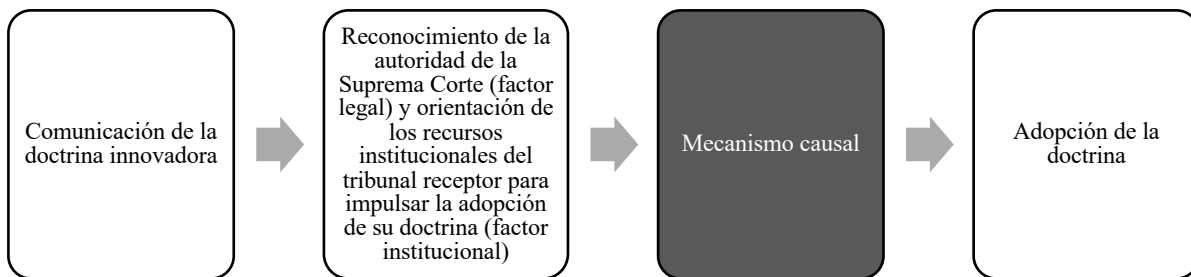 Comunicación de la
doctrina innovadora
Reconocimiento de la
autoridad de la
Suprema Corte (factor
legal) y orientación de
los recursos
institucionales del
tribunal receptor para
impulsar la adopción
de su doctrina (factor
institucional)
Mecanismo causal
Adopción de la
doctrina